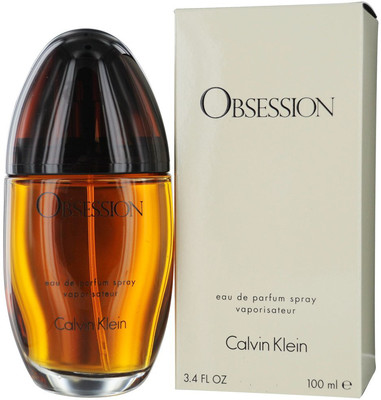 OBSESSION
eau de parfum spray
vaporisateur
Calvin Klein
OBSESSION
eau de parfum spray
vaporisateur
Calvin Klein
3.4 FL OZ 100 ml ℮